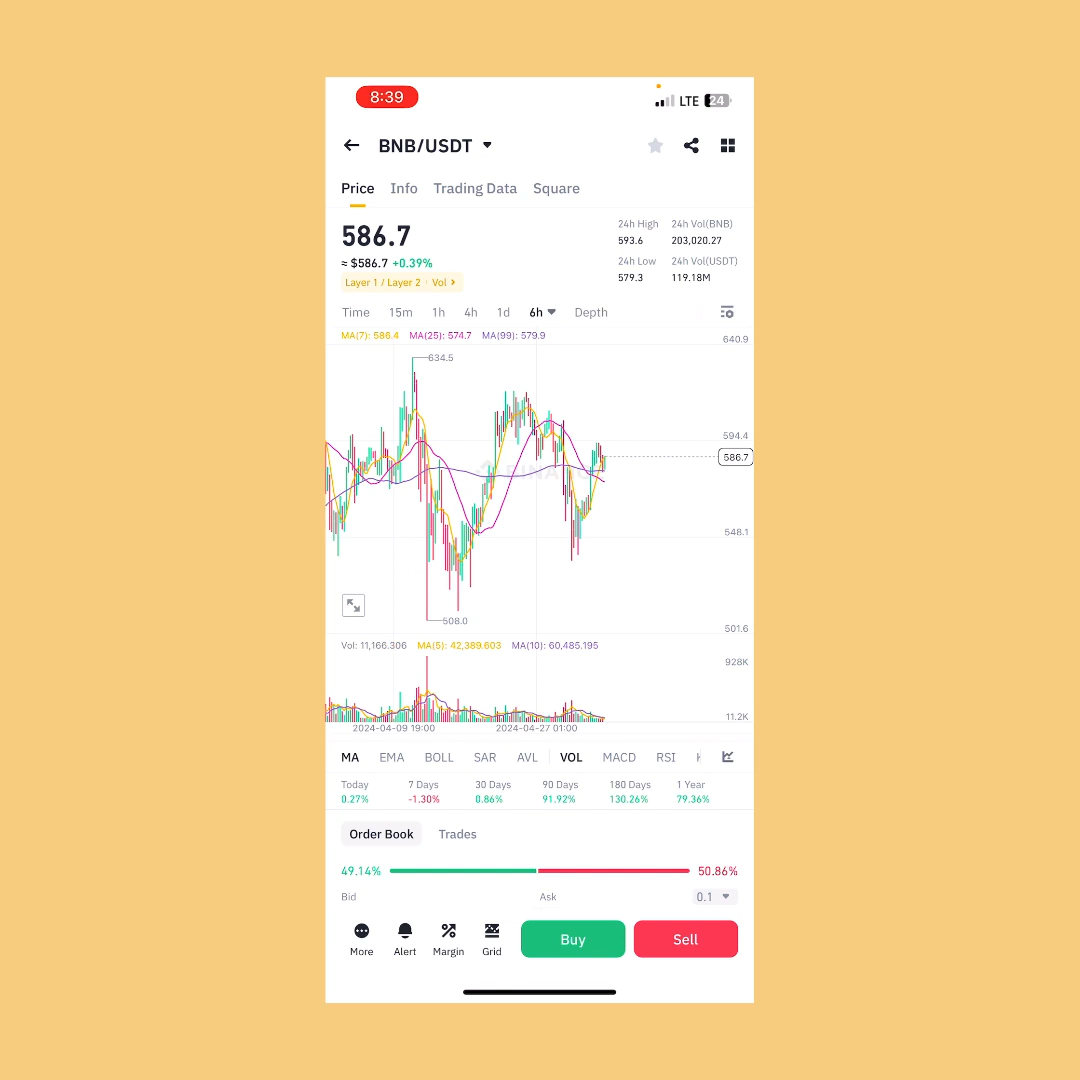 8:39 LTE 24
BNB/USDT
Price Info Trading Data Square
586.7
≈ $586.7 +0.39%
Layer 1 / Layer 2 · Vol >
24h High 24h Vol(BNB)
593.6 203,020.27
24h Low 24h Vol(USDT)
579.3 119.18M
Time 15m 1h 4h 1d 6h Depth
MA(7): 586.4 MA(25): 574.7 MA(99): 579.9
640.9
634.5
594.4
586.7
548.1
508.0
501.6
Vol: 11,166.306 MA(5): 42,389.603 MA(10): 60,485.195
928K
11.2K
2024-04-09 19:00 2024-04-27 01:00
MA EMA BOLL SAR AVL VOL MACD RSI
Today 7 Days 30 Days 90 Days 180 Days 1 Year
0.27% -1.30% 0.86% 91.92% 130.26% 79.36%
Order Book Trades
49.14% 50.86%
Bid Ask 0.1
More Alert Margin Grid Buy Sell